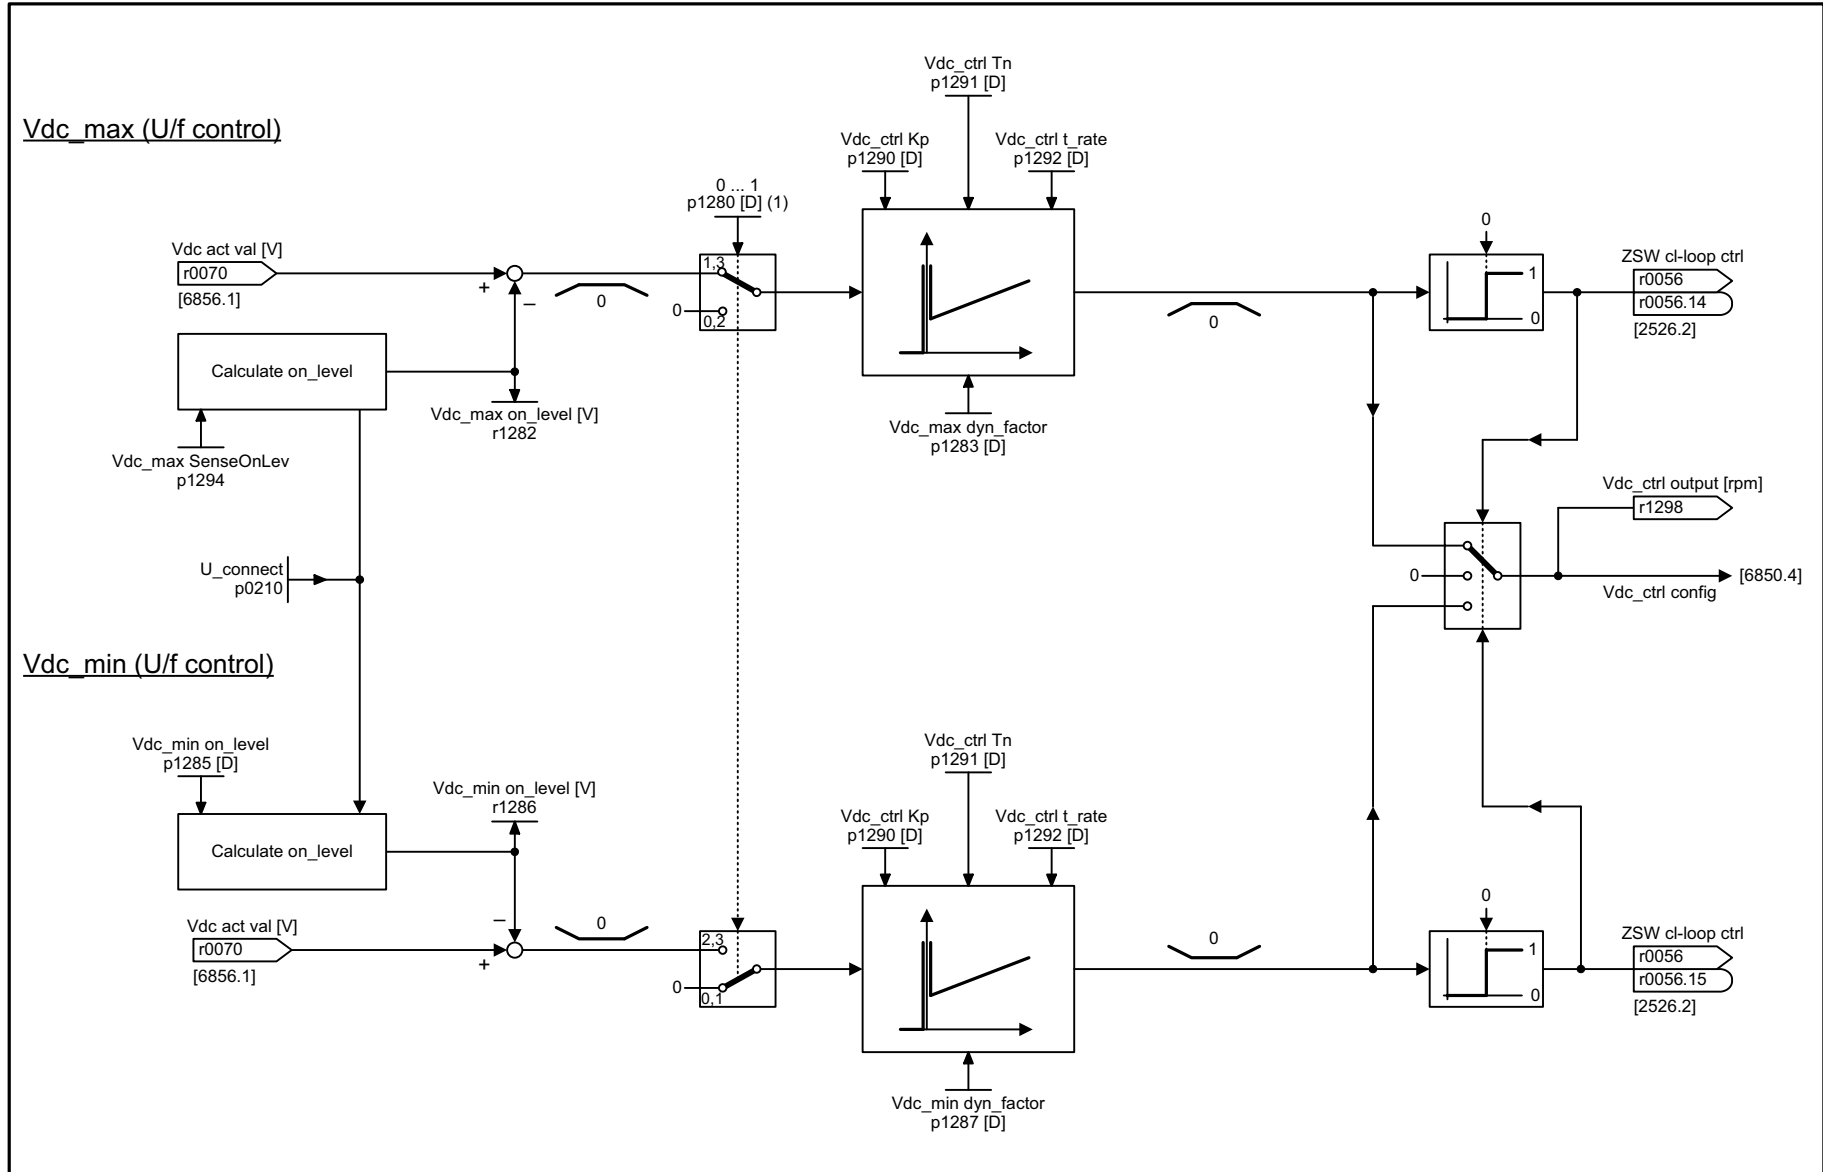 Vdc_max (U/f control)
Vdc_ctrl Tn
p1291 [D]
Vdc_ctrl Kp
p1290 [D]
Vdc_ctrl t_rate
p1292 [D]
0 ... 1
p1280 [D] (1)
Vdc act val [V]
r0070
[6856.1]
+
–
0
1,3
0
0,2
0
0
1
0
ZSW cl-loop ctrl
r0056
r0056.14
[2526.2]
Calculate on_level
Vdc_max on_level [V]
r1282
Vdc_max SenseOnLev
p1294
Vdc_max dyn_factor
p1283 [D]
Vdc_ctrl output [rpm]
r1298
U_connect
p0210
0
[6850.4]
Vdc_ctrl config
Vdc_min (U/f control)
Vdc_min on_level
p1285 [D]
Vdc_min on_level [V]
r1286
Calculate on_level
Vdc_ctrl Tn
p1291 [D]
Vdc_ctrl Kp
p1290 [D]
Vdc_ctrl t_rate
p1292 [D]
Vdc act val [V]
r0070
[6856.1]
–
+
0
2,3
0
0,1
0
0
1
0
ZSW cl-loop ctrl
r0056
r0056.15
[2526.2]
Vdc_min dyn_factor
p1287 [D]